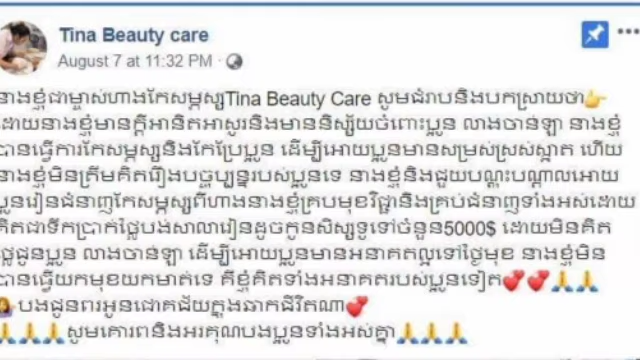 Tina Beauty care
August 7 at 11:32 PM ·
នាងខ្ញុំជាម្ចាស់ហាងកែសម្ផស្សTina Beauty Care សូមជំរាបនិងបកស្រាយថា👉
ដោយនាងខ្ញុំមានក្ដីអានិតអាសូរនិងមាននិស្ស័យចំពោះប្អូន លាងចាន់ឡា នាងខ្ញុំ
បានធ្វើការកែសម្ផស្សនិងកែប្រែប្អូន ដើម្បីអោយប្អូនមានសម្រស់ស្រស់ស្អាត ហើយ
នាងខ្ញុំមិនត្រឹមគិតរឿងបច្ចុប្បន្នរបស់ប្អូនទេ នាងខ្ញុំនិងជួយបណ្ដុះបណ្ដាលអោយ
ប្អូនរៀនជំនាញកែសម្ផស្សពីហាងនាងខ្ញុំគ្របមុខវិជ្ជានិងគ្រប់ជំនាញទាំងអស់ដោយ
គិតជាទឹកប្រាក់ថ្លៃបង់សាលារៀនដូចកូនសិស្សទូទៅចំនួន5000$ ដោយមិនគិត
ថ្លៃជូនប្អូន លាងចាន់ឡា ដើម្បីអោយប្អូនមានអនាគតល្អទៅថ្ងៃមុខ នាងខ្ញុំមិន
បានធ្វើយកមុខយកមាត់ទេ គឺខ្ញុំគិតទាំងអនាគតរបស់ប្អូនទៀត💕💕🙏🙏
🙋‍♀️បងជូនពរអូនជោគជ័យក្នុងឆាកជីវិតណា💕
🙏🙏🙏សូមគោរពនិងអរគុណបងប្អូនទាំងអស់គ្នា🙏🙏🙏